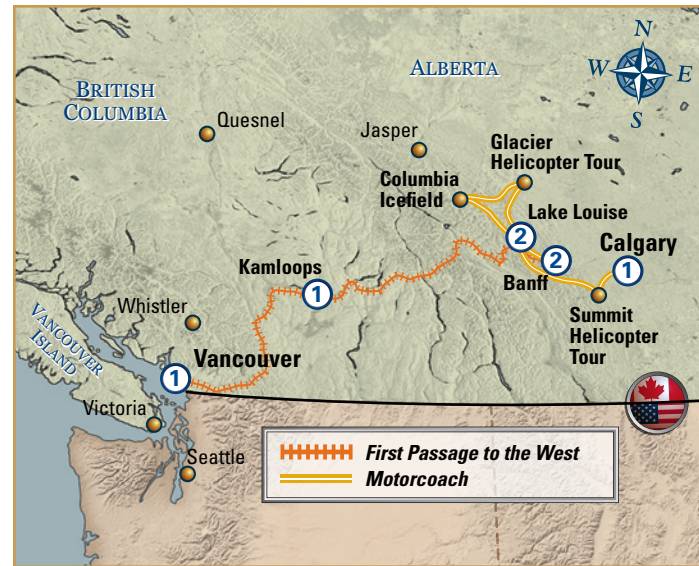 N
W
E
S
BRITISH
COLUMBIA
ALBERTA
Quesnel
Jasper
Glacier
Helicopter Tour
Columbia
Icefield
Lake Louise
2
2
Calgary
1
Banff
Kamloops
1
Summit
Helicopter
Tour
Whistler
VANCOUVER
ISLAND
Vancouver
1
Victoria
Seattle
First Passage to the West
Motorcoach